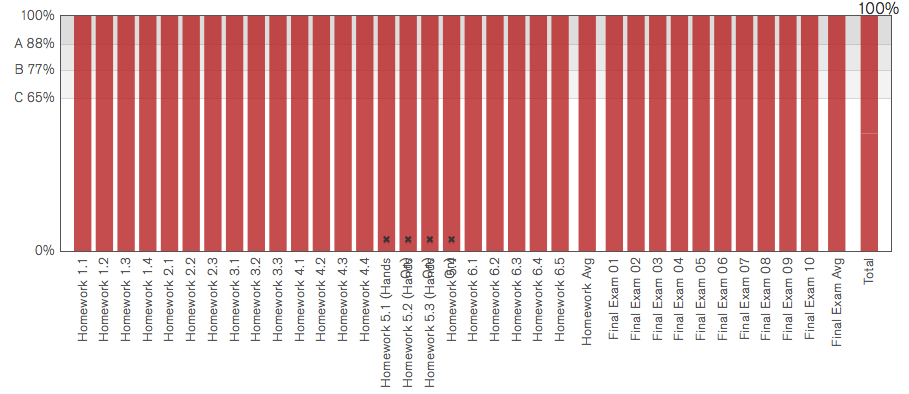 100%
100%
A 88%
B 77%
C 65%
0%
Homework 1.1
Homework 1.2
Homework 1.3
Homework 1.4
Homework 2.1
Homework 2.2
Homework 2.3
Homework 3.1
Homework 3.2
Homework 3.3
Homework 4.1
Homework 4.2
Homework 4.3
Homework 4.4
Homework 5.1 (Hands
Homework 5.2 (Hands
Homework 5.3 (Hands
Homework 5.4
Homework 6.1
Homework 6.2
Homework 6.3
Homework 6.4
Homework 6.5
Homework Avg
Final Exam 01
Final Exam 02
Final Exam 03
Final Exam 04
Final Exam 05
Final Exam 06
Final Exam 07
Final Exam 08
Final Exam 09
Final Exam 10
Final Exam Avg
Total